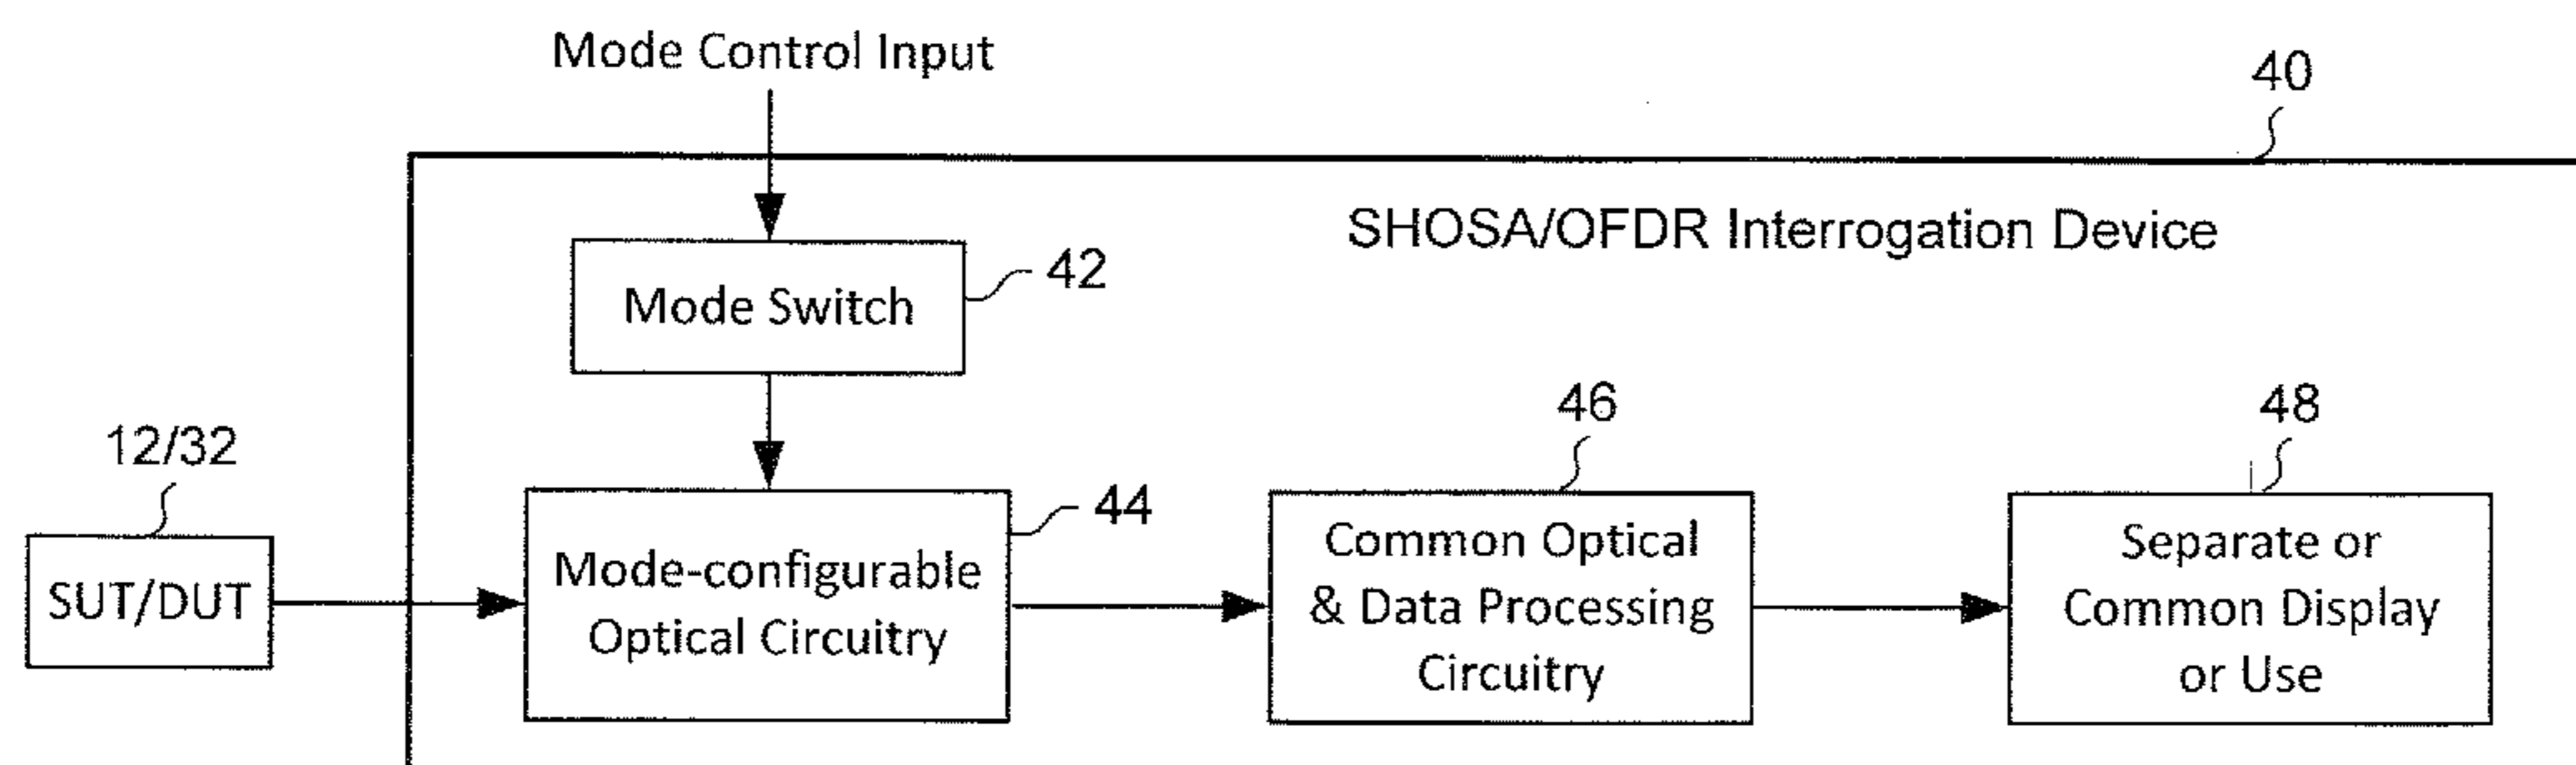 Mode Control Input
40
SHOSA/OFDR Interrogation Device
Mode Switch
42
12/32
SUT/DUT
Mode-configurable
Optical Circuitry
44
46
Common Optical
& Data Processing
Circuitry
48
Separate or
Common Display
or Use